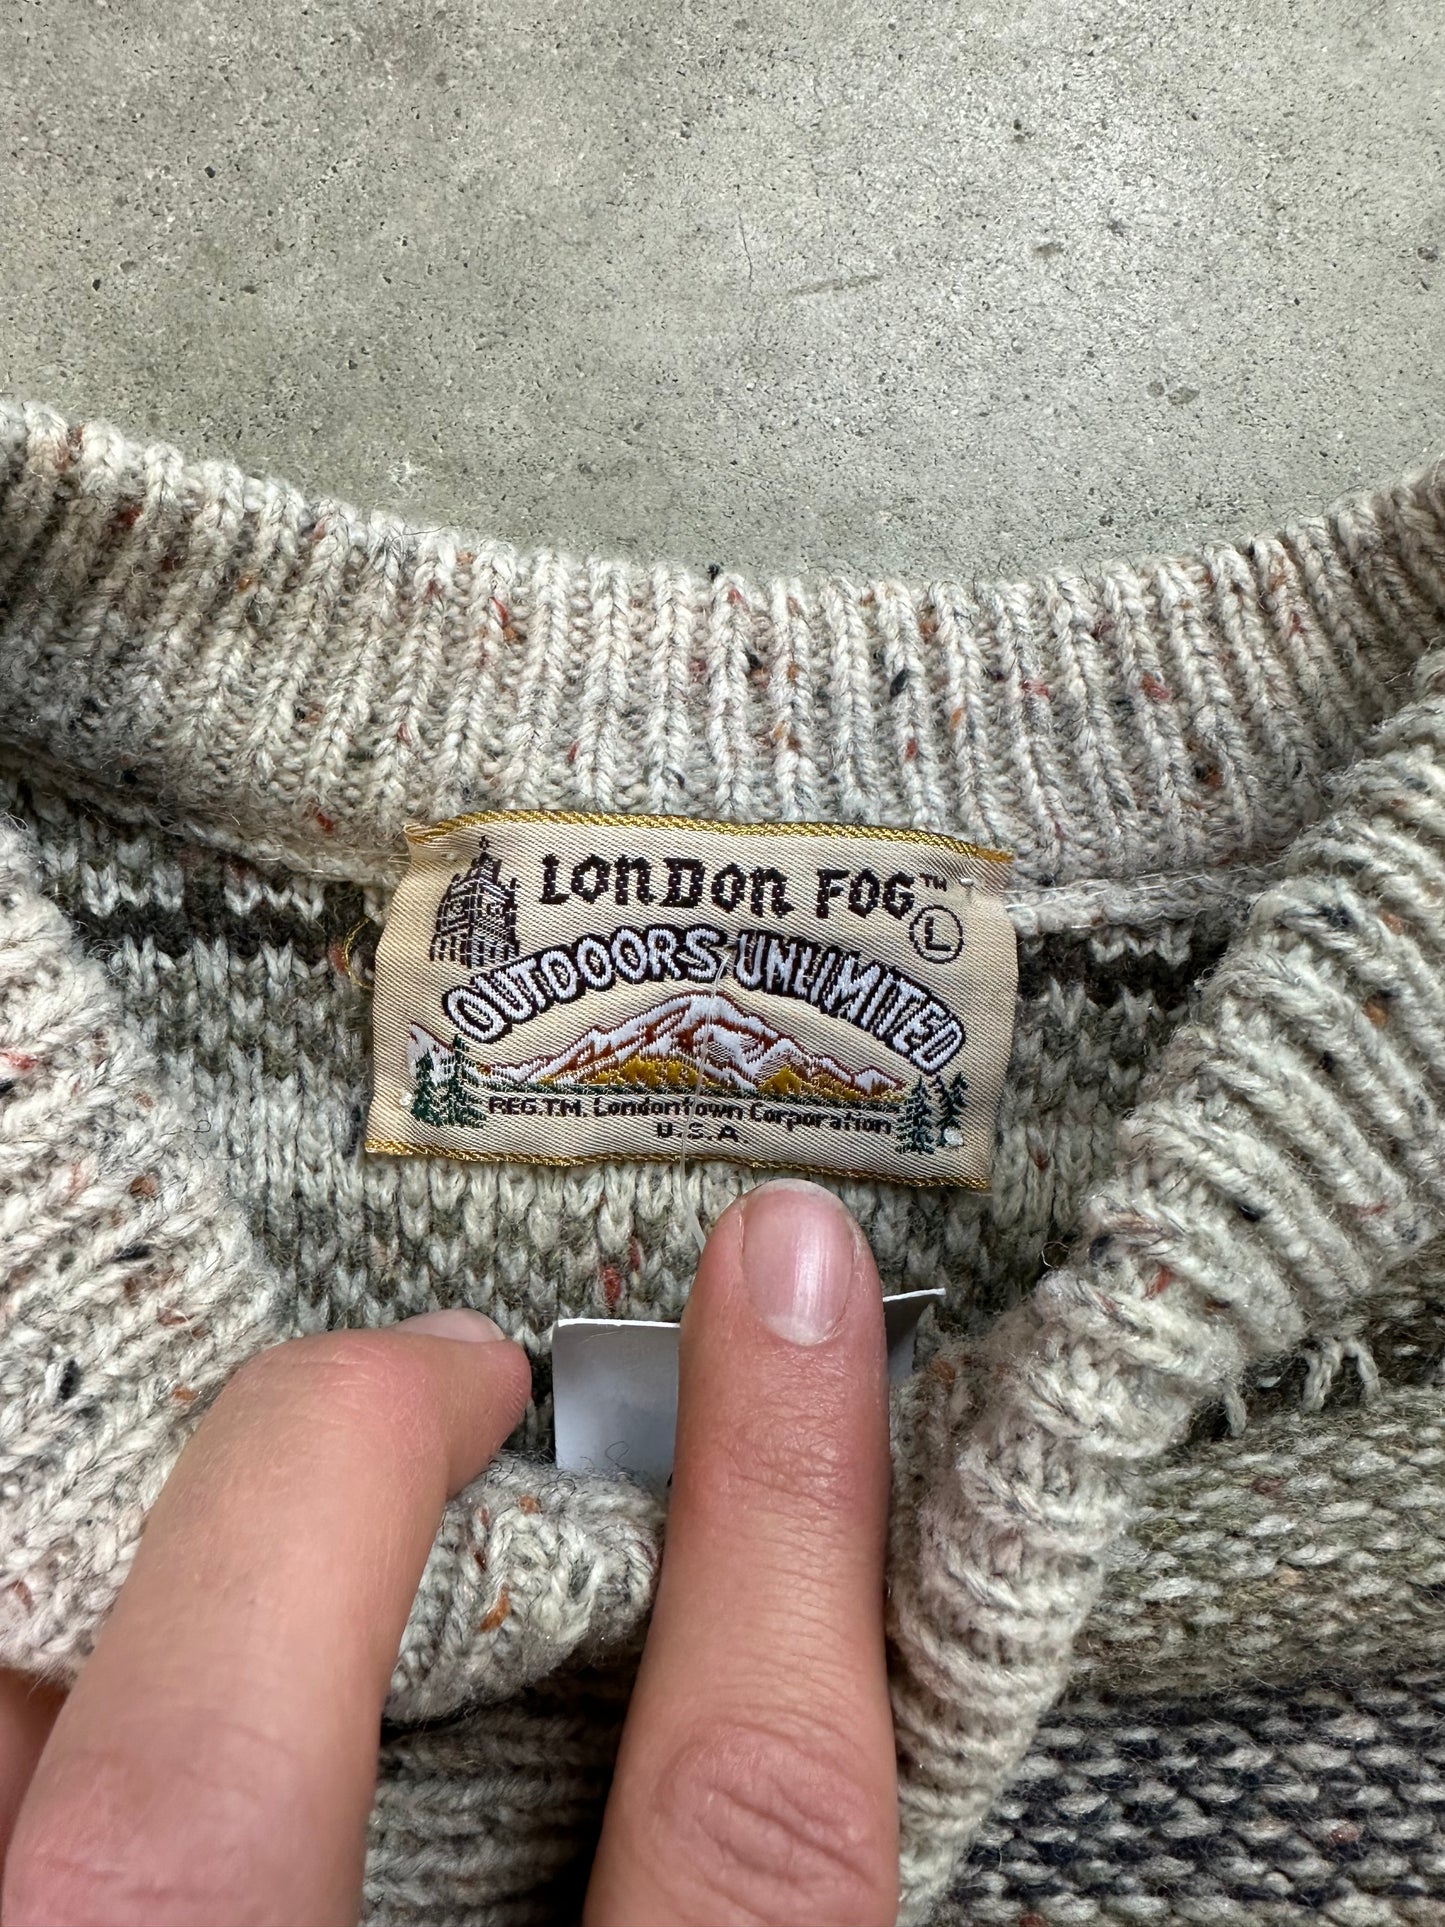 LONDON FOG™
L
OUTDOORS UNLIMITED
REG.T.M. Londontown Corporation
U.S.A.